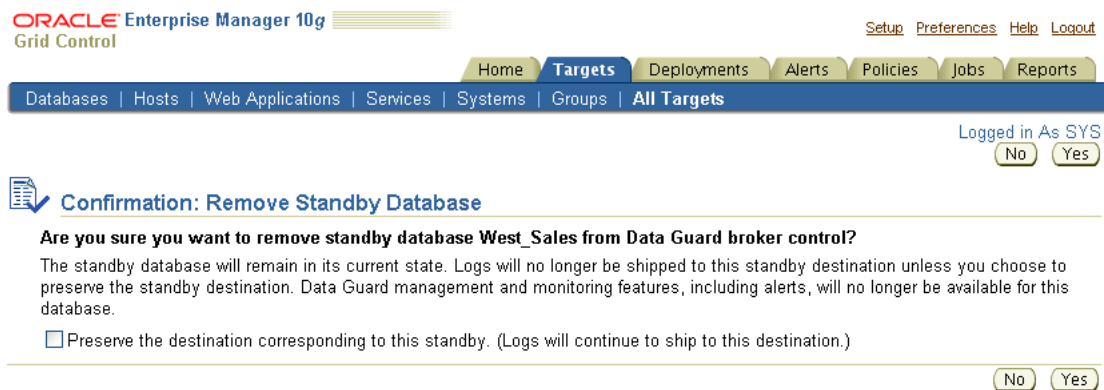 ORACLE Enterprise Manager 10g
Grid Control
Setup Preferences Help Logout
Home Targets Deployments Alerts Policies Jobs Reports
Databases | Hosts | Web Applications | Services | Systems | Groups | All Targets
Logged in As SYS
No Yes
Confirmation: Remove Standby Database
Are you sure you want to remove standby database West_Sales from Data Guard broker control?
The standby database will remain in its current state. Logs will no longer be shipped to this standby destination unless you choose to
preserve the standby destination. Data Guard management and monitoring features, including alerts, will no longer be available for this
database.
Preserve the destination corresponding to this standby. (Logs will continue to ship to this destination.)
No Yes